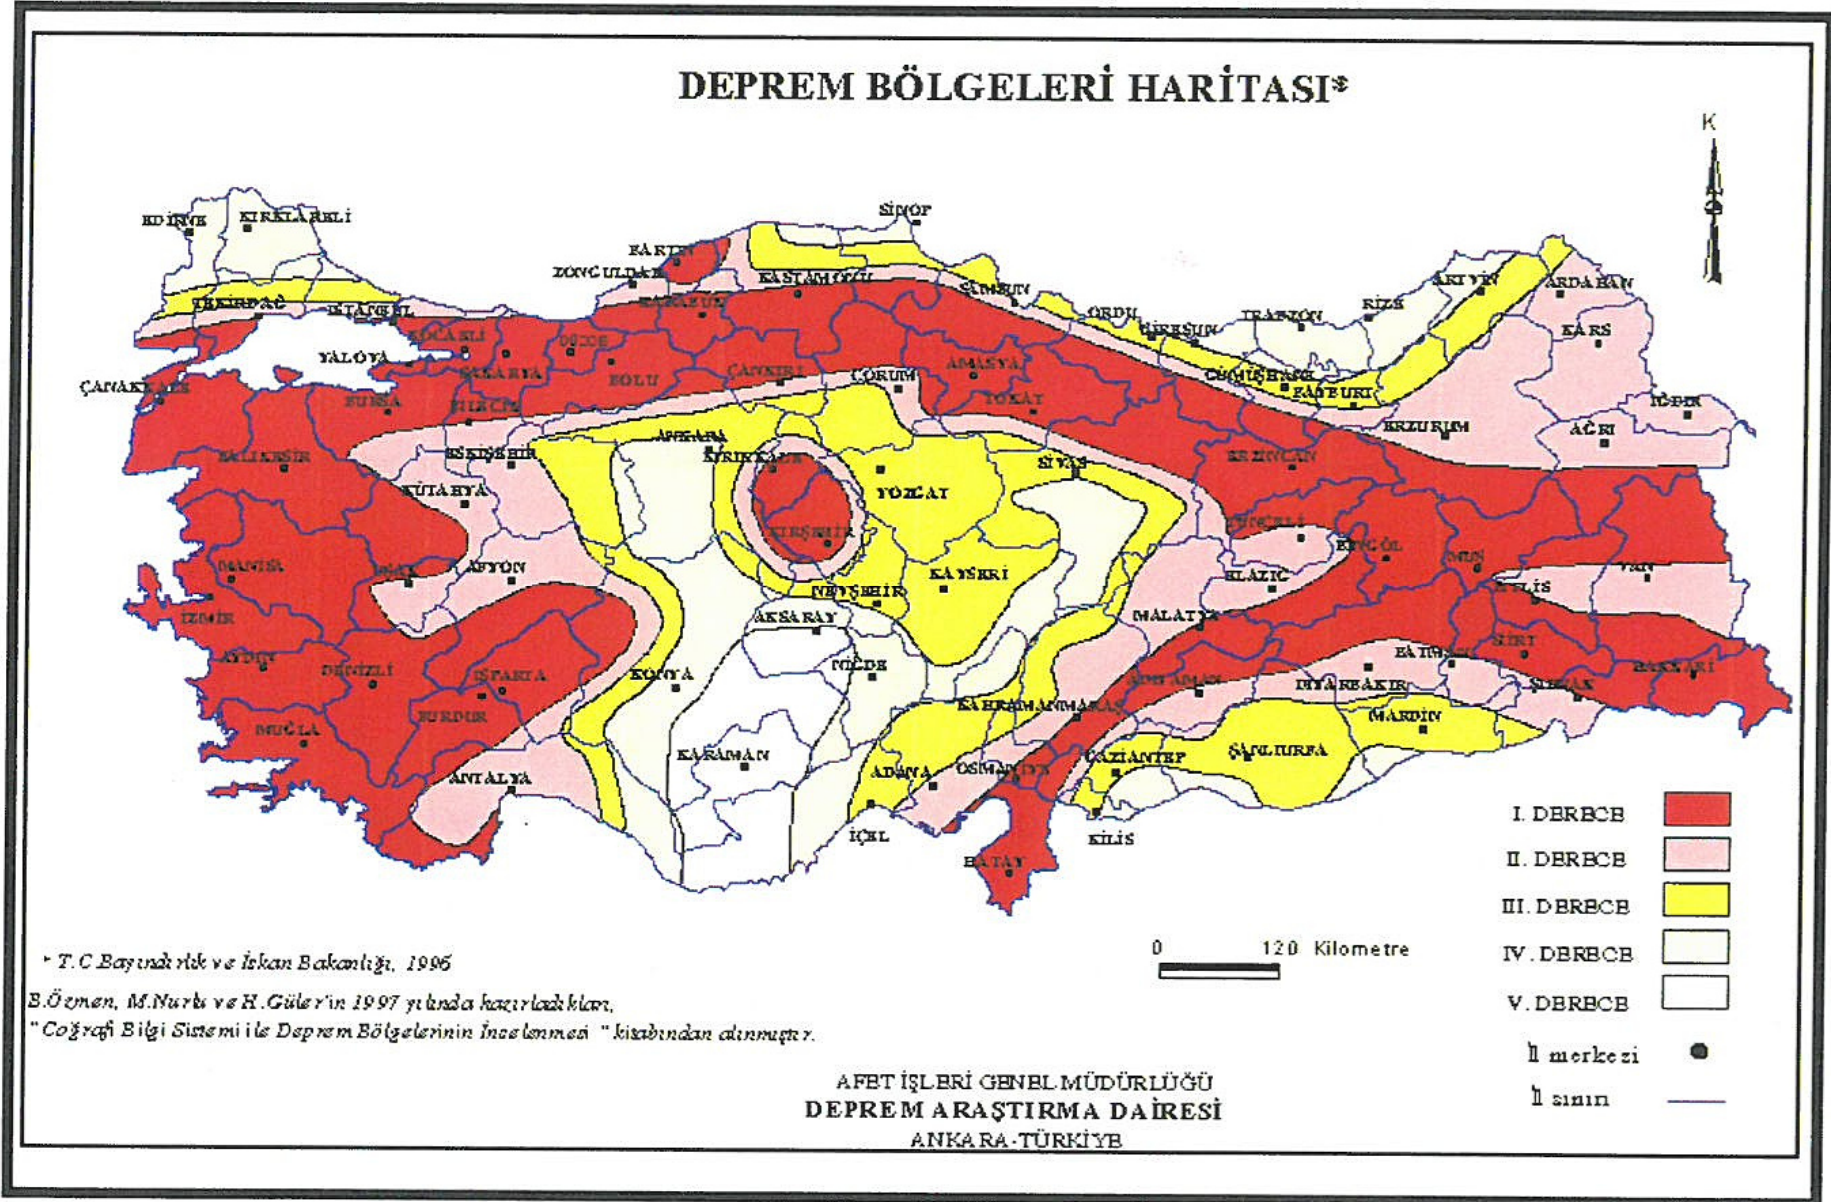 DEPREM BÖLGELERİ HARİTASI*
K
SİNOP
EDİRNE KIRKLARELİ
BARTIN
ZONGULDAK
KASTAMONU
SAMSUN
ARTVİN
ARDAHAN
TEKİRDAĞ
İSTANBUL
KARABÜK
ORDU
GİRESUN
TRABZON
RİZE
KARS
KOCAELİ
DÜZCE
YALOVA
SAKARYA
BOLU
ÇANKIRI
ÇORUM
AMASYA
GÜMÜŞHANE
BAYBURT
ÇANAKKALE
BURSA
BİLECİK
TOKAT
IĞDIR
ERZURUM
AĞRI
ANKARA
BALIKESİR
ESKİŞEHİR
KIRIKKALE
SİVAS
ERZİNCAN
KÜTAHYA
YOZGAT
TUNCELİ
KIRŞEHİR
BİNGÖL
MUŞ
MANİSA
UŞAK
AFYON
KAYSERİ
ELAZIĞ
VAN
NEVŞEHİR
BİTLİS
İZMİR
AKSARAY
MALATYA
SİİRT
AYDIN
DENİZLİ
ISPARTA
KONYA
NİĞDE
BATMAN
HAKKARİ
ADIYAMAN
DİYARBAKIR
ŞIRNAK
BURDUR
KAHRAMANMARAŞ
MARDİN
MUĞLA
KARAMAN
GAZİANTEP
ŞANLIURFA
ANTALYA
ADANA
OSMANİYE
İÇEL
KİLİS
HATAY
I. DERECE
II. DERECE
III. DERECE
IV. DERECE
V. DERECE
İl merkezi
İl sınırı
0 120 Kilometre
* T.C.Bayındırlık ve İskan Bakanlığı, 1996
B.Özmen, M.Nurlu ve H.Güler'in 1997 yılında hazırladıkları,
"Coğrafi Bilgi Sistemi ile Deprem Bölgelerinin İncelenmesi " kitabından alınmıştır.
AFET İŞLERİ GENEL MÜDÜRLÜĞÜ
DEPREM ARAŞTIRMA DAİRESİ
ANKARA-TÜRKİYE